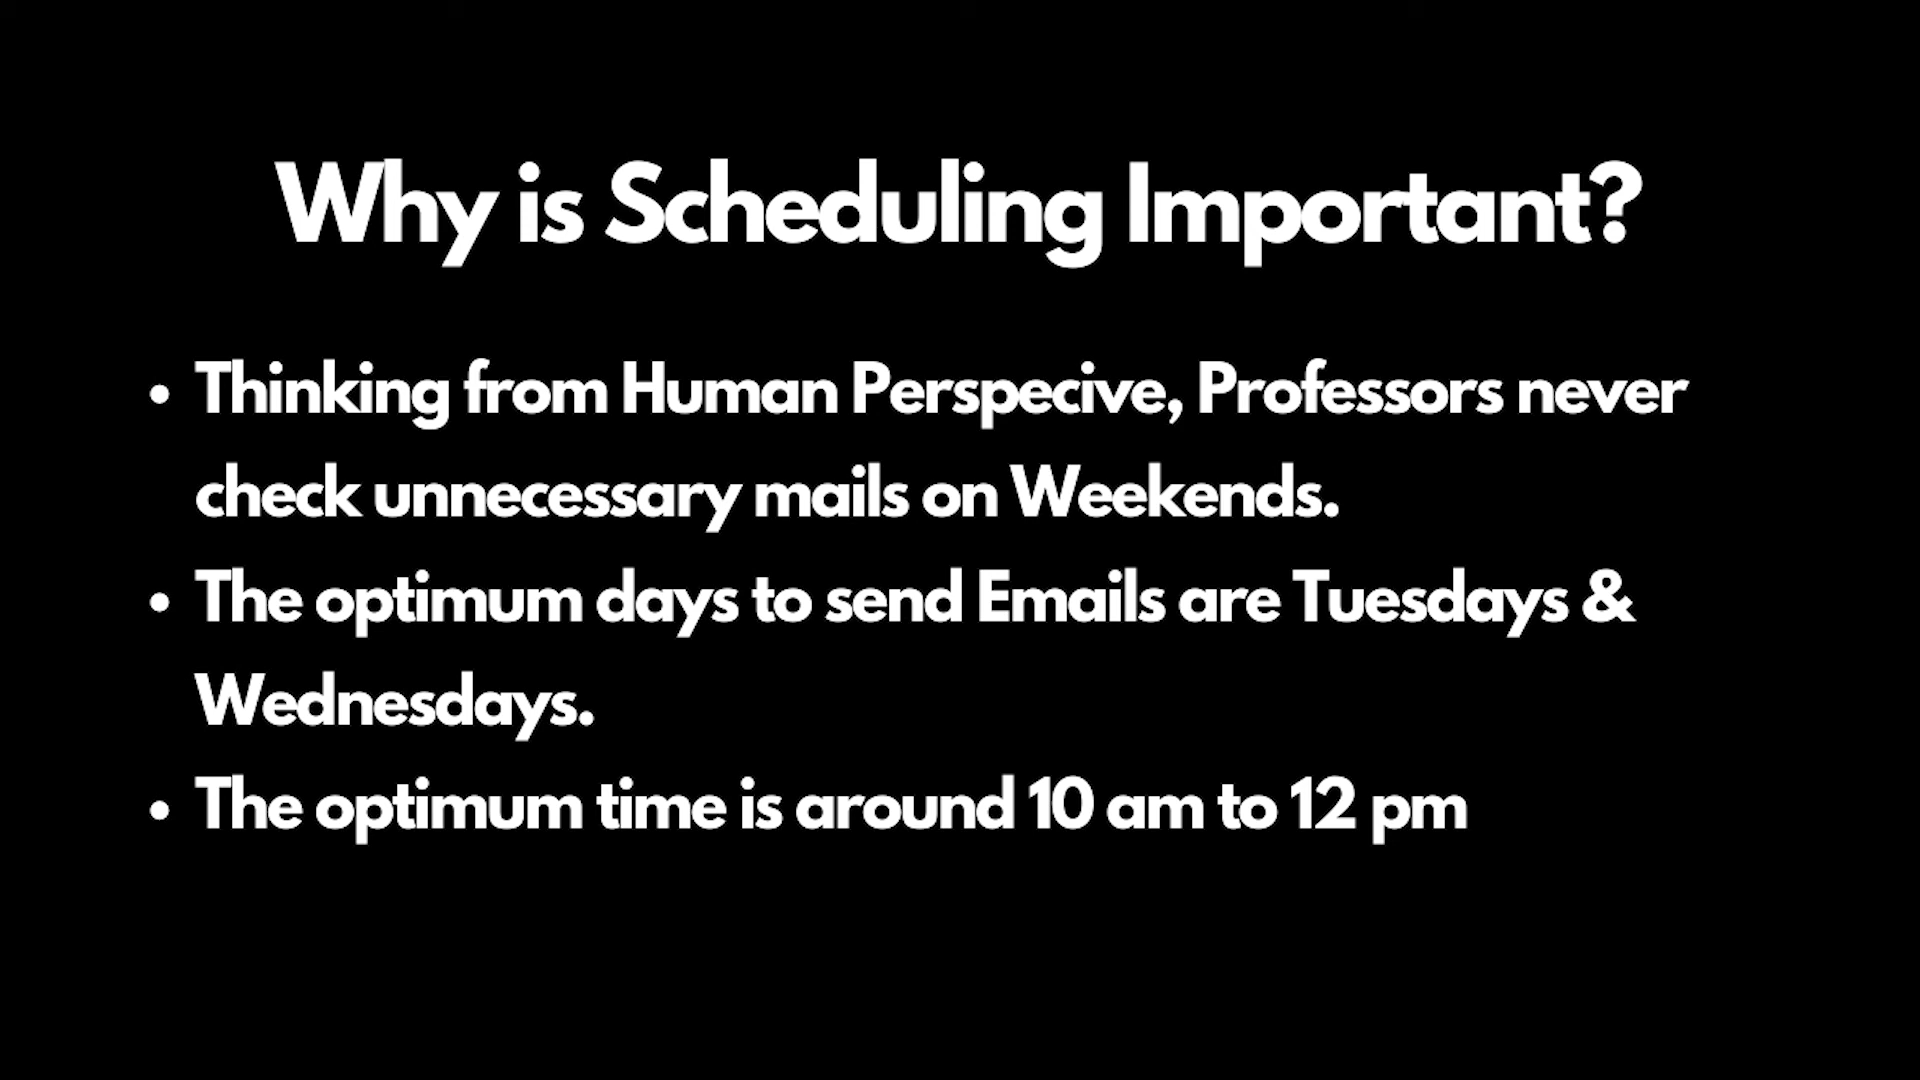 Why is Scheduling Important?
• Thinking from Human Perspecive, Professors never
check unnecessary mails on Weekends.
• The optimum days to send Emails are Tuesdays &
Wednesdays.
• The optimum time is around 10 am to 12 pm